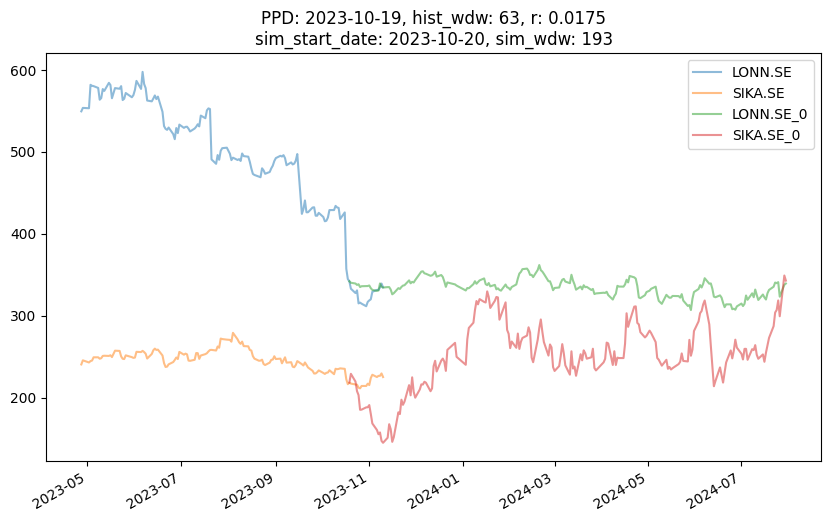 PPD: 2023-10-19, hist_wdw: 63, r: 0.0175
sim_start_date: 2023-10-20, sim_wdw: 193
600
500
400
300
200
LONN.SE
SIKA.SE
LONN.SE_0
SIKA.SE_0
2023-05
2023-07
2023-09
2023-11
2024-01
2024-03
2024-05
2024-07